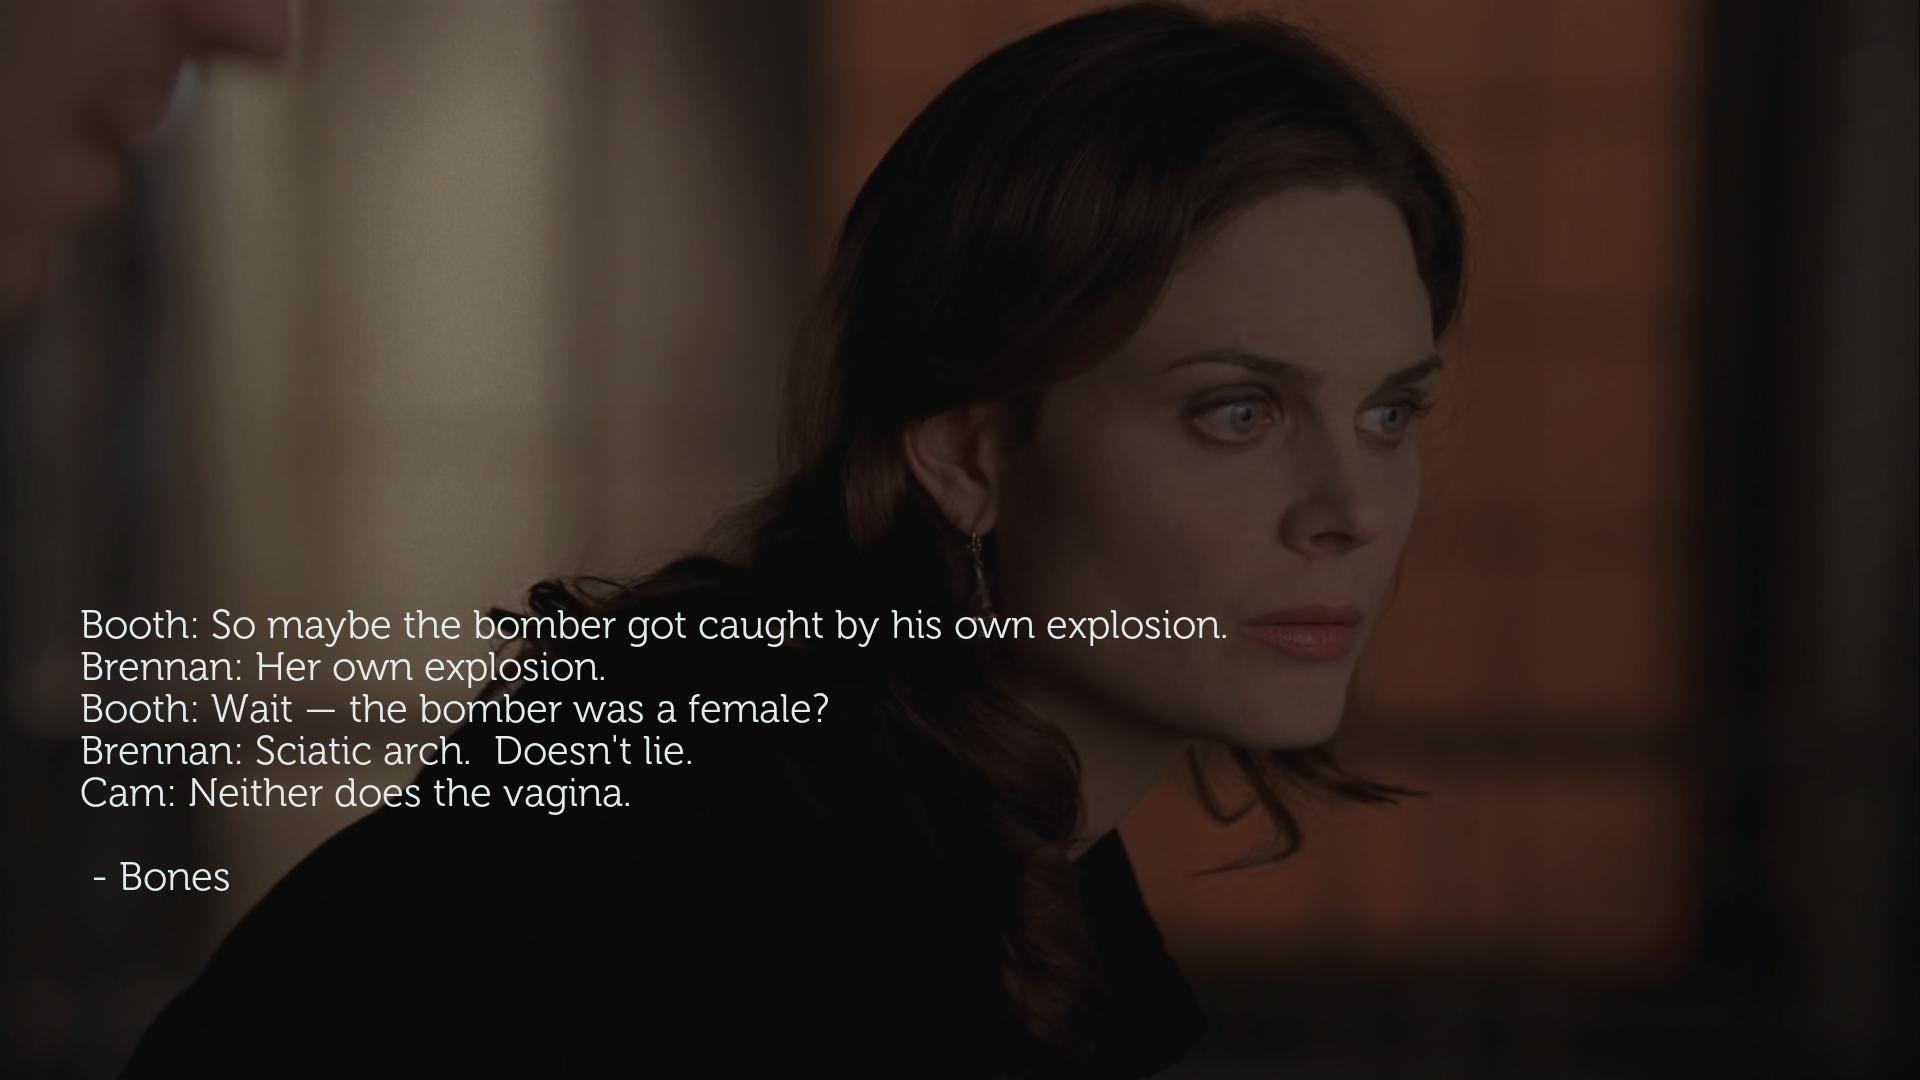 Booth: So maybe the bomber got caught by his own explosion.
Brennan: Her own explosion.
Booth: Wait — the bomber was a female?
Brennan: Sciatic arch.  Doesn't lie.
Cam: Neither does the vagina.
- Bones